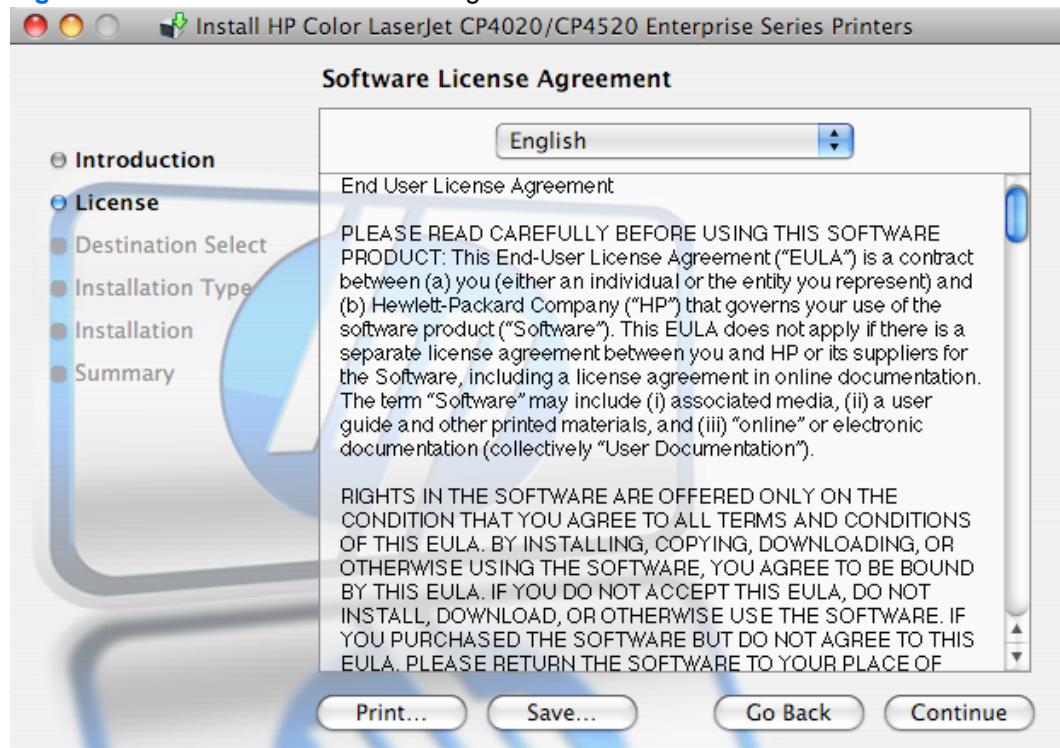 Install HP Color LaserJet CP4020/CP4520 Enterprise Series Printers
Software License Agreement
Introduction
License
Destination Select
Installation Type
Installation
Summary
English
End User License Agreement
PLEASE READ CAREFULLY BEFORE USING THIS SOFTWARE
PRODUCT: This End-User License Agreement (“EULA”) is a contract
between (a) you (either an individual or the entity you represent) and
(b) Hewlett-Packard Company (“HP”) that governs your use of the
software product (“Software”). This EULA does not apply if there is a
separate license agreement between you and HP or its suppliers for
the Software, including a license agreement in online documentation.
The term “Software” may include (i) associated media, (ii) a user
guide and other printed materials, and (iii) “online” or electronic
documentation (collectively “User Documentation”).
RIGHTS IN THE SOFTWARE ARE OFFERED ONLY ON THE
CONDITION THAT YOU AGREE TO ALL TERMS AND CONDITIONS
OF THIS EULA. BY INSTALLING, COPYING, DOWNLOADING, OR
OTHERWISE USING THE SOFTWARE, YOU AGREE TO BE BOUND
BY THIS EULA. IF YOU DO NOT ACCEPT THIS EULA, DO NOT
INSTALL, DOWNLOAD, OR OTHERWISE USE THE SOFTWARE. IF
YOU PURCHASED THE SOFTWARE BUT DO NOT AGREE TO THIS
EULA, PLEASE RETURN THE SOFTWARE TO YOUR PLACE OF
Print...
Save...
Go Back
Continue
hp